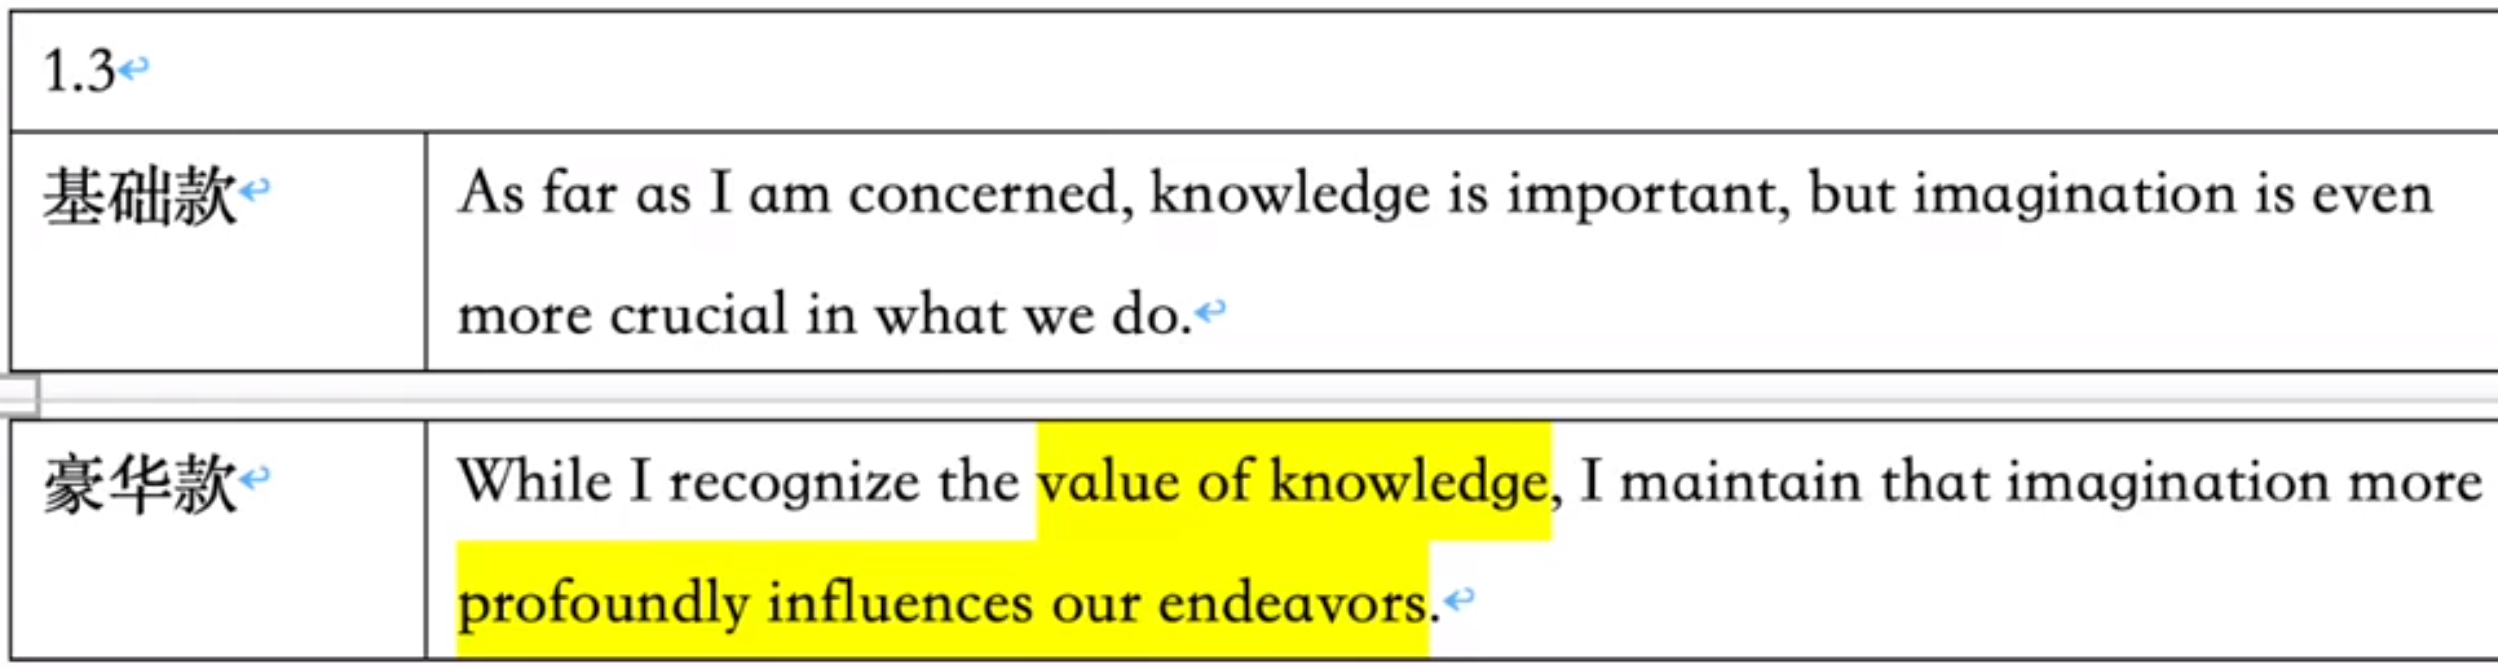 1.3
基础款
As far as I am concerned, knowledge is important, but imagination is even
more crucial in what we do.
豪华款
While I recognize the value of knowledge, I maintain that imagination more
profoundly influences our endeavors.